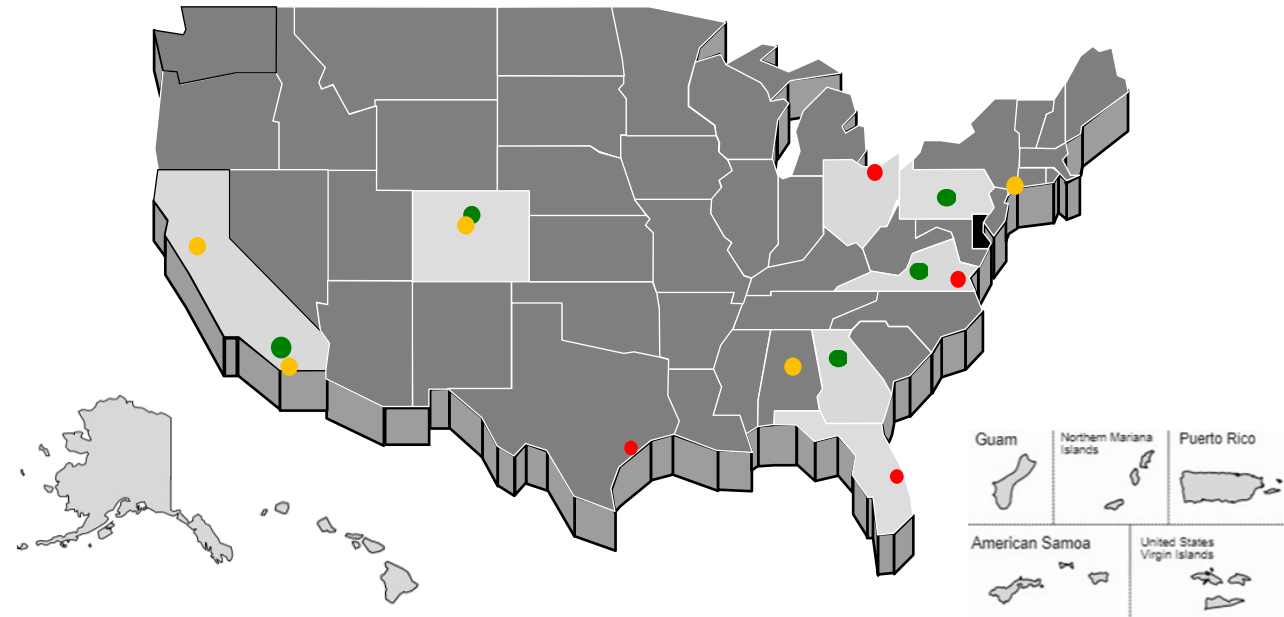 Guam
Northern Mariana
Islands
Puerto Rico
American Samoa
United States
Virgin Islands